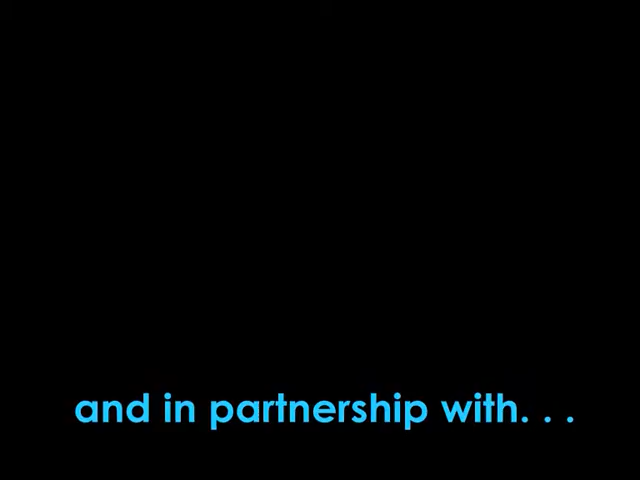 and in partnership with. . .